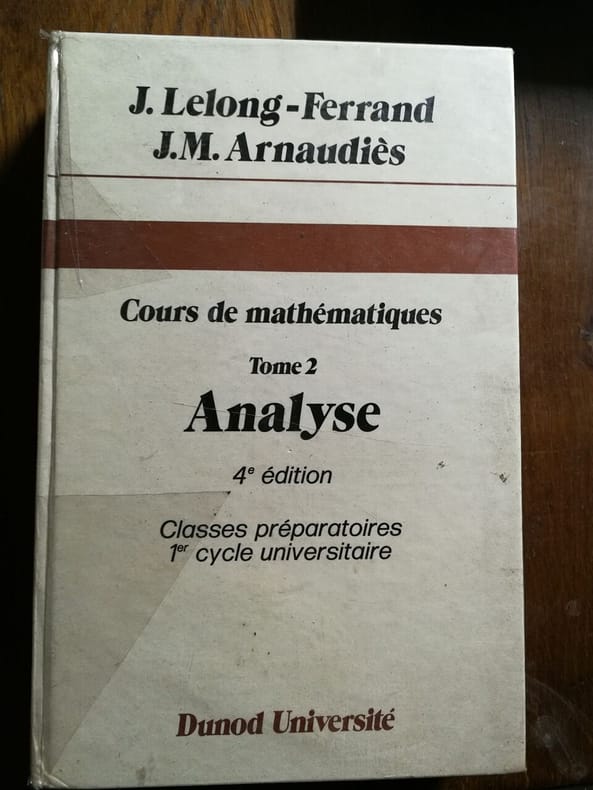 J. Lelong-Ferrand
J.M. Arnaudiès
Cours de mathématiques
Tome 2
Analyse
4e édition
Classes préparatoires
1er cycle universitaire
Dunod Université